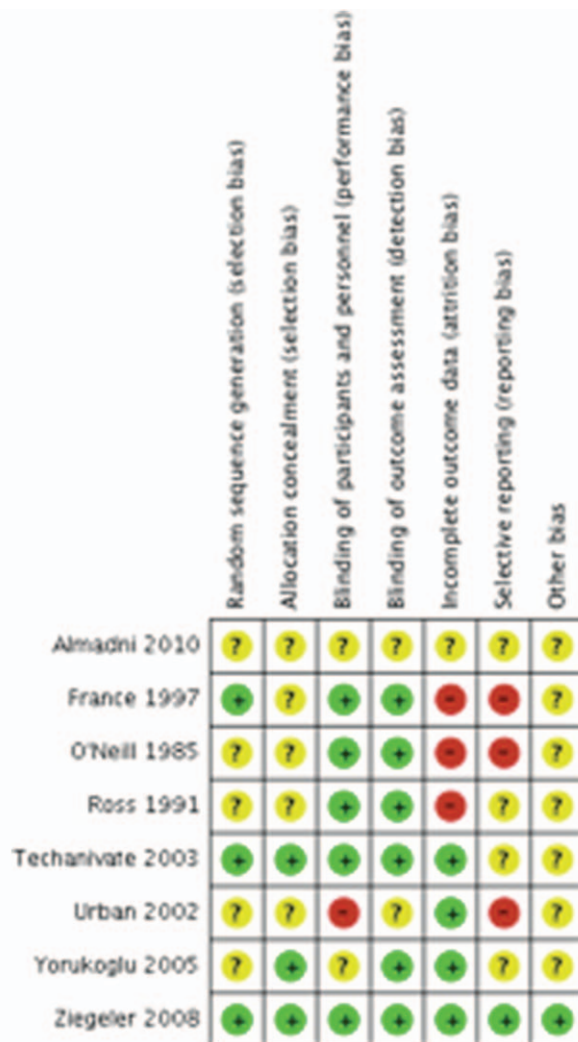 Random sequence generation (selection bias)
Allocation concealment (selection bias)
Blinding of participants and personnel (performance bias)
Blinding of outcome assessment (detection bias)
Incomplete outcome data (attrition bias)
Selective reporting (reporting bias)
Other bias
Almadni 2010 ? ? ? ? ? ? ?
France 1997 + ? + + - - ?
O'Neill 1985 ? ? + + - - ?
Ross 1991 ? ? + + - ? ?
Techanivate 2003 + + + + + ? ?
Urban 2002 ? ? - ? + - ?
Yorukoglu 2005 ? + ? + + ? ?
Ziegeler 2008 + + + + + + +